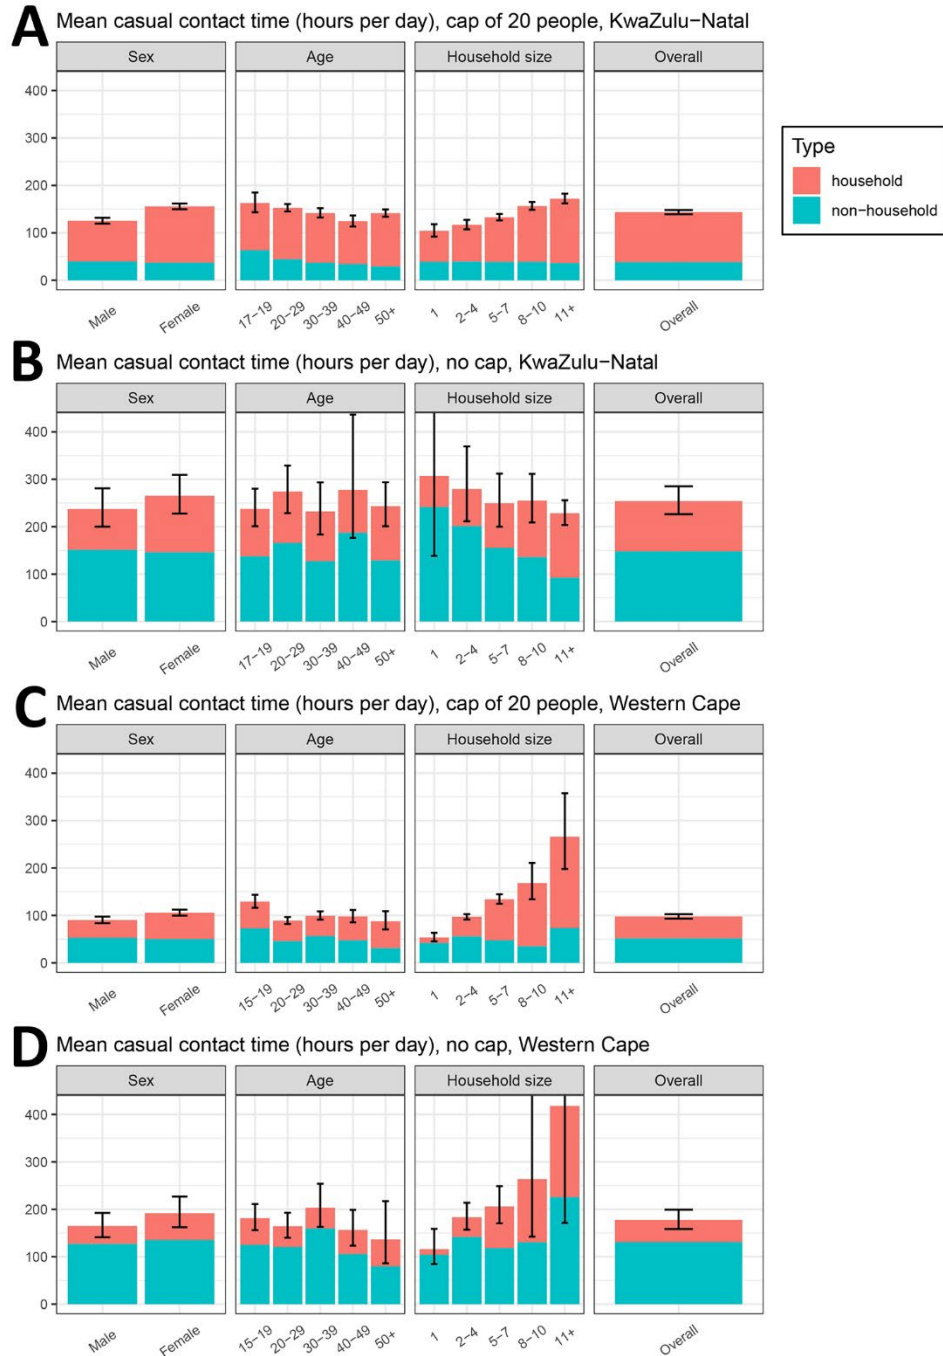 A Mean casual contact time (hours per day), cap of 20 people, KwaZulu−Natal
Sex Age Household size Overall
400
300
200
100
0
Male Female 17−19 20−29 30−39 40−49 50+ 1 2−4 5−7 8−10 11+ Overall
Type
household
non−household
B Mean casual contact time (hours per day), no cap, KwaZulu−Natal
Sex Age Household size Overall
400
300
200
100
0
Male Female 17−19 20−29 30−39 40−49 50+ 1 2−4 5−7 8−10 11+ Overall
C Mean casual contact time (hours per day), cap of 20 people, Western Cape
Sex Age Household size Overall
400
300
200
100
0
Male Female 15−19 20−29 30−39 40−49 50+ 1 2−4 5−7 8−10 11+ Overall
D Mean casual contact time (hours per day), no cap, Western Cape
Sex Age Household size Overall
400
300
200
100
0
Male Female 15−19 20−29 30−39 40−49 50+ 1 2−4 5−7 8−10 11+ Overall